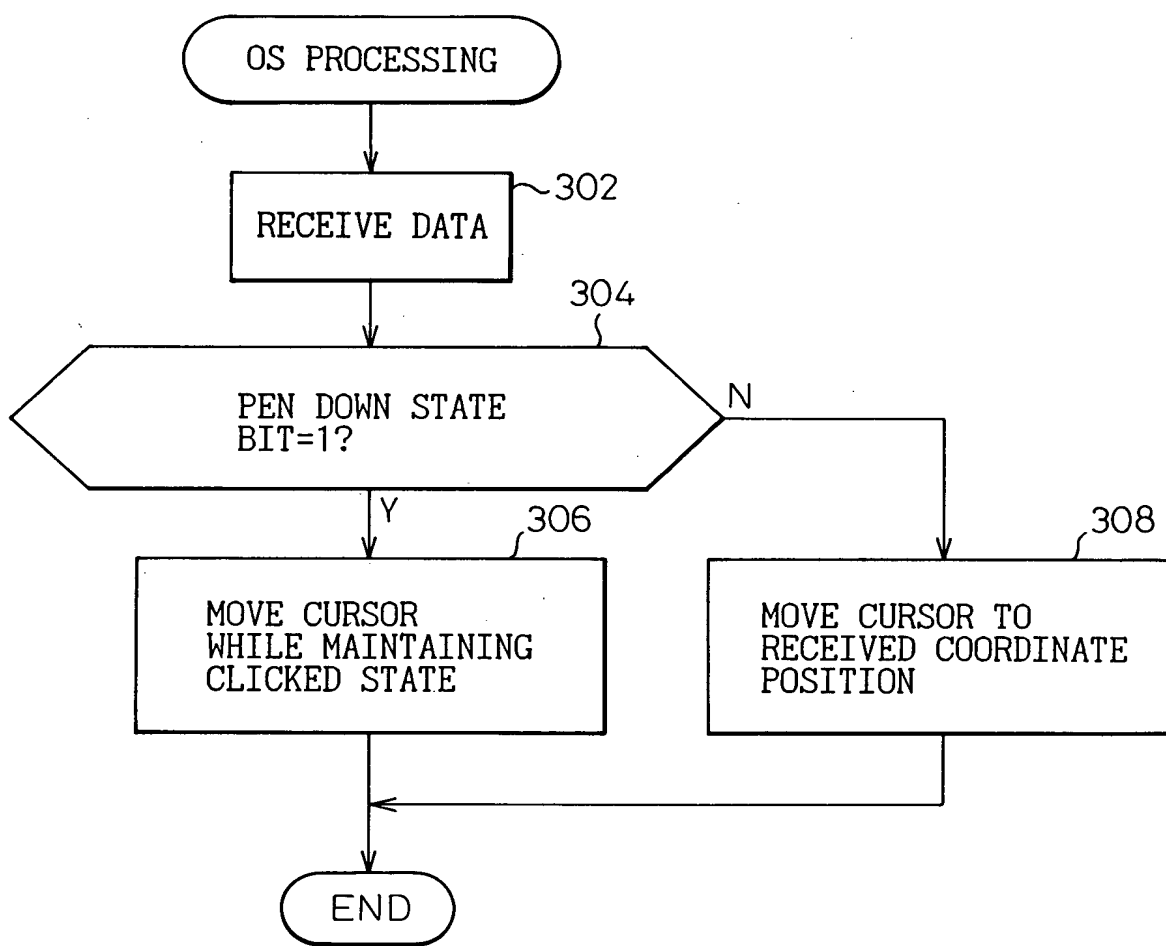 OS PROCESSING
302
RECEIVE DATA
304
PEN DOWN STATE
BIT=1?
N
Y
306
MOVE CURSOR
WHILE MAINTAINING
CLICKED STATE
308
MOVE CURSOR TO
RECEIVED COORDINATE
POSITION
END